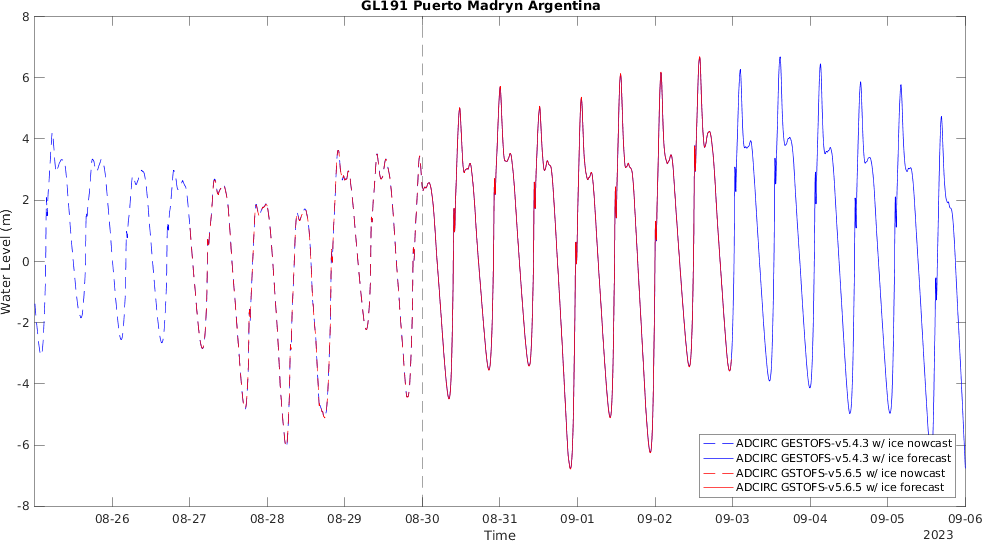 GL191 Puerto Madryn Argentina
8
6
4
2
0
-2
-4
-6
-8
Water Level (m)
08-26 08-27 08-28 08-29 08-30 08-31 09-01 09-02 09-03 09-04 09-05 09-06
Time
2023
ADCIRC GESTOFS-v5.4.3 w/ ice nowcast
ADCIRC GESTOFS-v5.4.3 w/ ice forecast
ADCIRC GSTOFS-v5.6.5 w/ ice nowcast
ADCIRC GSTOFS-v5.6.5 w/ ice forecast